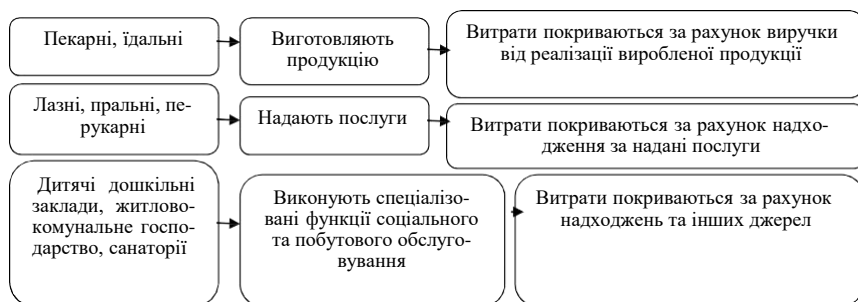 Пекарні, їдальні
Виготовляють
продукцію
Витрати покриваються за рахунок виручки
від реалізації виробленої продукції
Лазні, пральні, пе-
рукарні
Надають послуги
Витрати покриваються за рахунок надхо-
дження за надані послуги
Дитячі дошкільні
заклади, житлово-
комунальне госпо-
дарство, санаторії
Виконують спеціалізо-
вані функції соціального
та побутового обслуго-
вування
Витрати покриваються за рахунок
надходжень та інших джерел